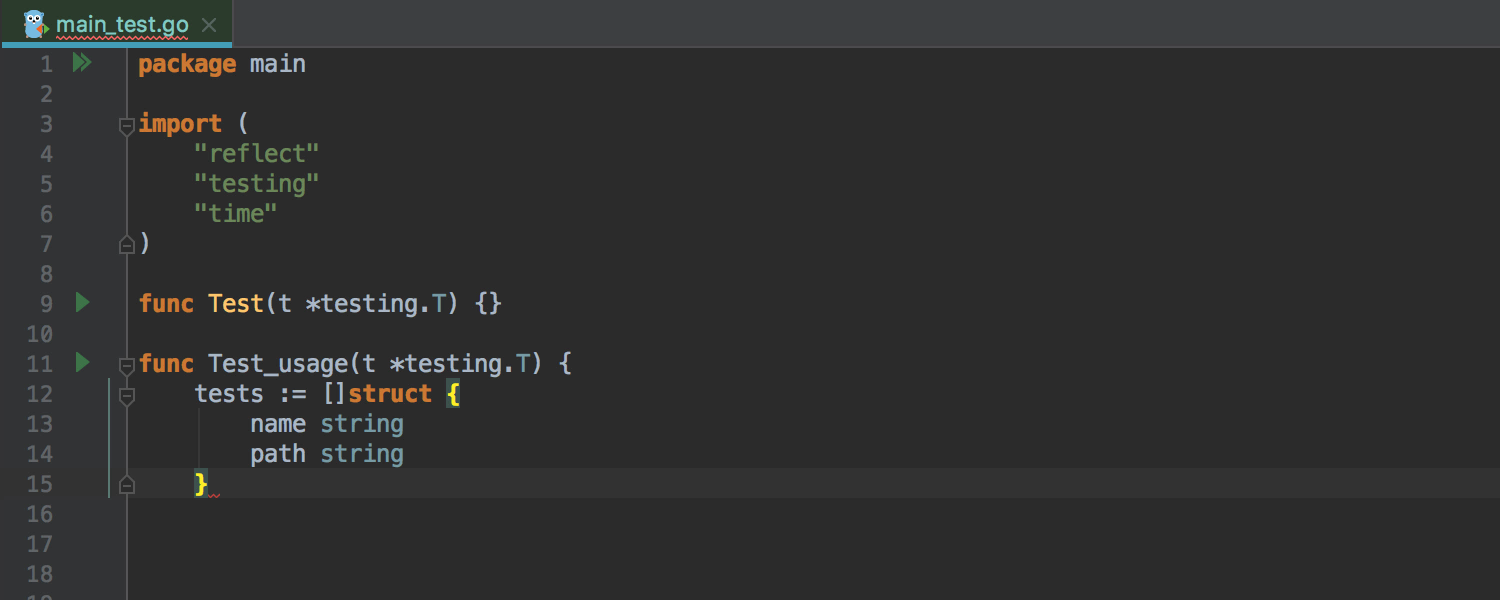 main_test.go
1 package main
2
3 import (
4 "reflect"
5 "testing"
6 "time"
7 )
8
9 func Test(t *testing.T) {}
10
11 func Test_usage(t *testing.T) {
12 tests := []struct {
13 name string
14 path string
15 }
16
17
18